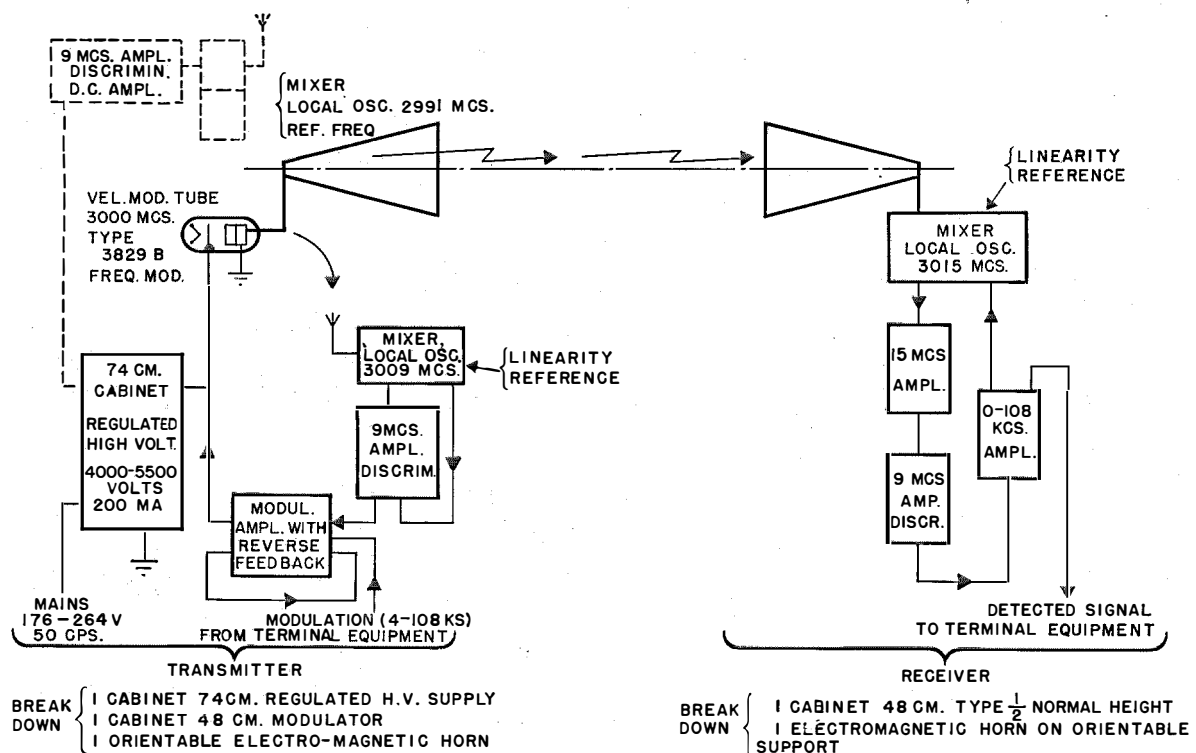 9 MCS. AMPL.
DISCRIMIN.
D.C. AMPL.
MIXER
LOCAL OSC. 2991 MCS.
REF. FREQ
VEL. MOD. TUBE
3000 MCS.
TYPE
3829 B
FREQ. MOD.
LINEARITY
REFERENCE
MIXER
LOCAL OSC.
3015 MCS.
MIXER,
LOCAL OSC.
3009 MCS.
LINEARITY
REFERENCE
74 CM.
CABINET
REGULATED
HIGH VOLT.
4000-5500
VOLTS
200 MA
9MCS.
AMPL.
DISCRIM.
MODUL.
AMPL. WITH
REVERSE
FEEDBACK
15 MCS
AMPL.
9 MCS
AMP.
DISCR.
0-108
KCS.
AMPL.
MAINS
176-264 V
50 CPS.
MODULATION (4-108 KS)
FROM TERMINAL EQUIPMENT
DETECTED SIGNAL
TO TERMINAL EQUIPMENT
TRANSMITTER
BREAK
DOWN
1 CABINET 74CM. REGULATED H.V. SUPPLY
1 CABINET 48 CM. MODULATOR
1 ORIENTABLE ELECTRO-MAGNETIC HORN
RECEIVER
BREAK
DOWN
1 CABINET 48 CM. TYPE 1/2 NORMAL HEIGHT
1 ELECTROMAGNETIC HORN ON ORIENTABLE
SUPPORT